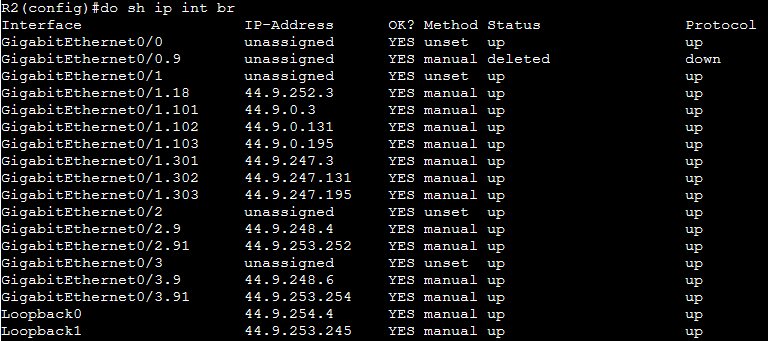 R2(config)#do sh ip int br
Interface                  IP-Address      OK? Method Status                Protocol
GigabitEthernet0/0         unassigned      YES unset  up                    up
GigabitEthernet0/0.9       unassigned      YES manual deleted               down
GigabitEthernet0/1         unassigned      YES unset  up                    up
GigabitEthernet0/1.18      44.9.252.3      YES manual up                    up
GigabitEthernet0/1.101     44.9.0.3        YES manual up                    up
GigabitEthernet0/1.102     44.9.0.131      YES manual up                    up
GigabitEthernet0/1.103     44.9.0.195      YES manual up                    up
GigabitEthernet0/1.301     44.9.247.3      YES manual up                    up
GigabitEthernet0/1.302     44.9.247.131    YES manual up                    up
GigabitEthernet0/1.303     44.9.247.195    YES manual up                    up
GigabitEthernet0/2         unassigned      YES unset  up                    up
GigabitEthernet0/2.9       44.9.248.4      YES manual up                    up
GigabitEthernet0/2.91      44.9.253.252    YES manual up                    up
GigabitEthernet0/3         unassigned      YES unset  up                    up
GigabitEthernet0/3.9       44.9.248.6      YES manual up                    up
GigabitEthernet0/3.91      44.9.253.254    YES manual up                    up
Loopback0                  44.9.254.4      YES manual up                    up
Loopback1                  44.9.253.245    YES manual up                    up